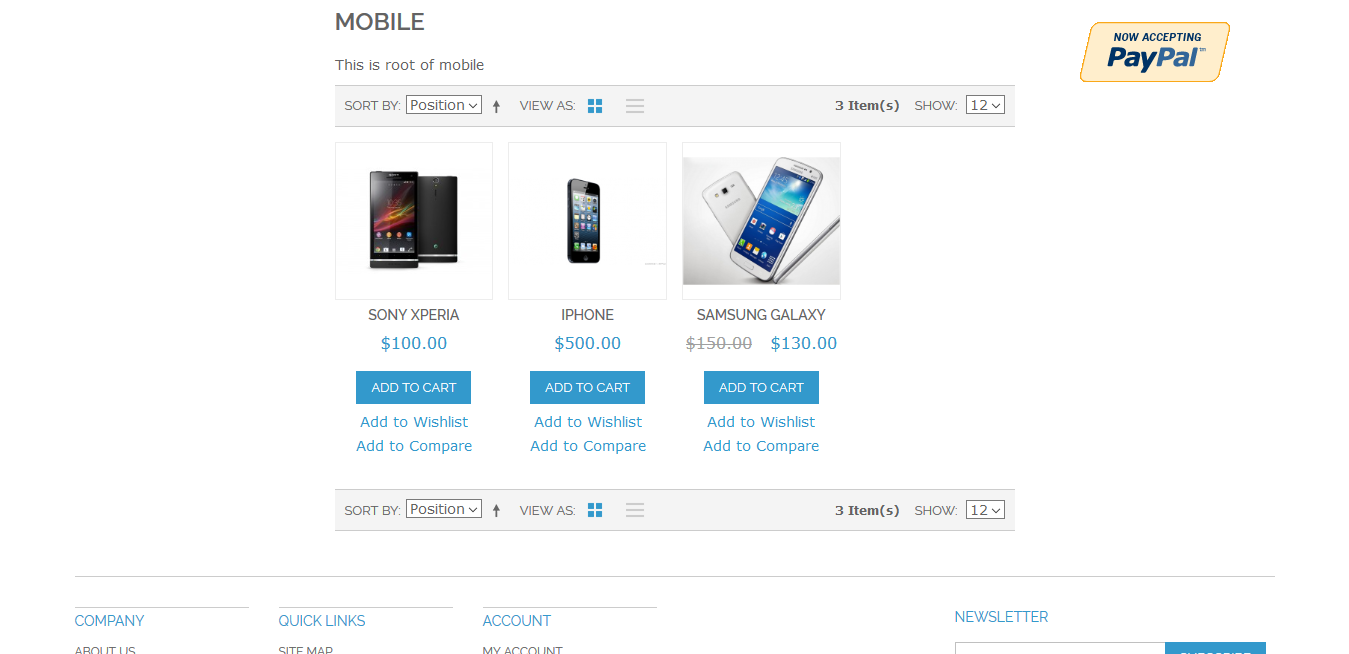 MOBILE
NOW ACCEPTING
PayPal™
This is root of mobile
SORT BY: Position VIEW AS: 3 Item(s) SHOW: 12
SONY XPERIA IPHONE SAMSUNG GALAXY
$100.00 $500.00 $150.00 $130.00
ADD TO CART ADD TO CART ADD TO CART
Add to Wishlist Add to Wishlist Add to Wishlist
Add to Compare Add to Compare Add to Compare
SORT BY: Position VIEW AS: 3 Item(s) SHOW: 12
COMPANY QUICK LINKS ACCOUNT NEWSLETTER
ABOUT US SITE MAP MY ACCOUNT SUBSCRIBE